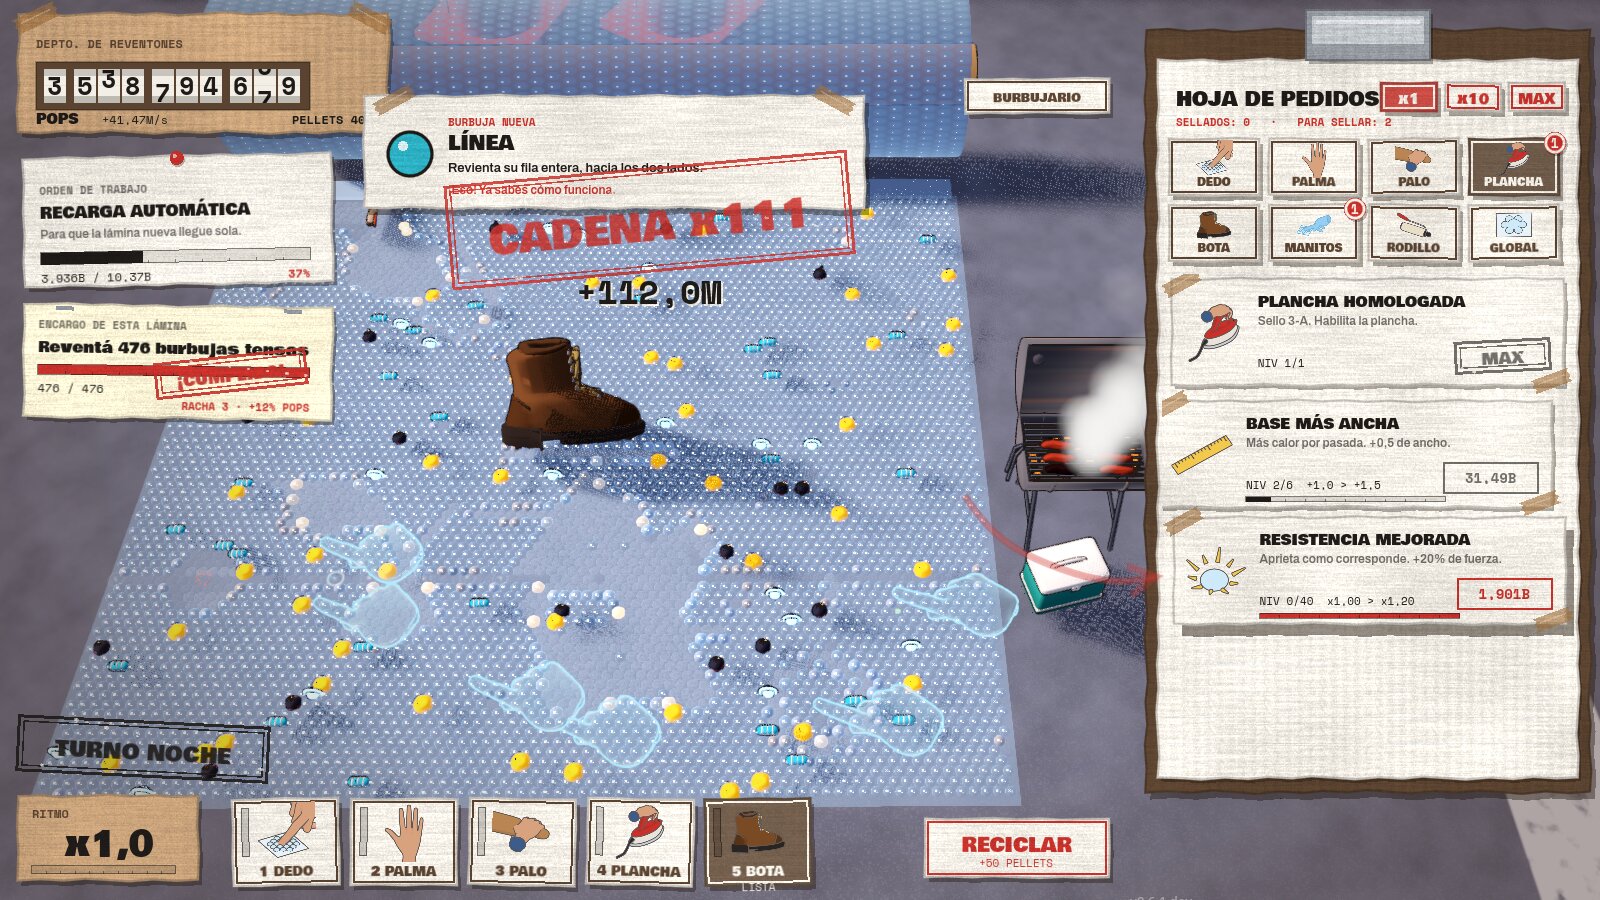 DEPTO. DE REVENTONES
POPS +41,47M/s PELLETS 40
ORDEN DE TRABAJO
RECARGA AUTOMÁTICA
Para que la lámina nueva llegue sola.
3,936B / 10,37B 37%
ENCARGO DE ESTA LÁMINA
Reventá 476 burbujas tensas
476 / 476
RACHA 3 · +12% POPS
BURBUJA NUEVA
LÍNEA
Revienta su fila entera, hacia los dos lados.
¡Eso! Ya sabés cómo funciona.
CADENA x111
+112,0M
BURBUJARIO
HOJA DE PEDIDOS x1 x10 MAX
SELLADOS: 0 · PARA SELLAR: 2
DEDO PALMA PALO PLANCHA 1
BOTA MANITOS 1 RODILLO GLOBAL
PLANCHA HOMOLOGADA
Sello 3-A. Habilita la plancha.
NIV 1/1 MAX
BASE MÁS ANCHA
Más calor por pasada. +0,5 de ancho.
NIV 2/6 +1,0 > +1,5 31,49B
RESISTENCIA MEJORADA
Aprieta como corresponde. +20% de fuerza.
NIV 0/40 x1,00 > x1,20 1,901B
TURNO NOCHE
RITMO
x1,0
1 DEDO 2 PALMA 3 PALO 4 PLANCHA 5 BOTA
LISTA
RECICLAR
+50 PELLETS